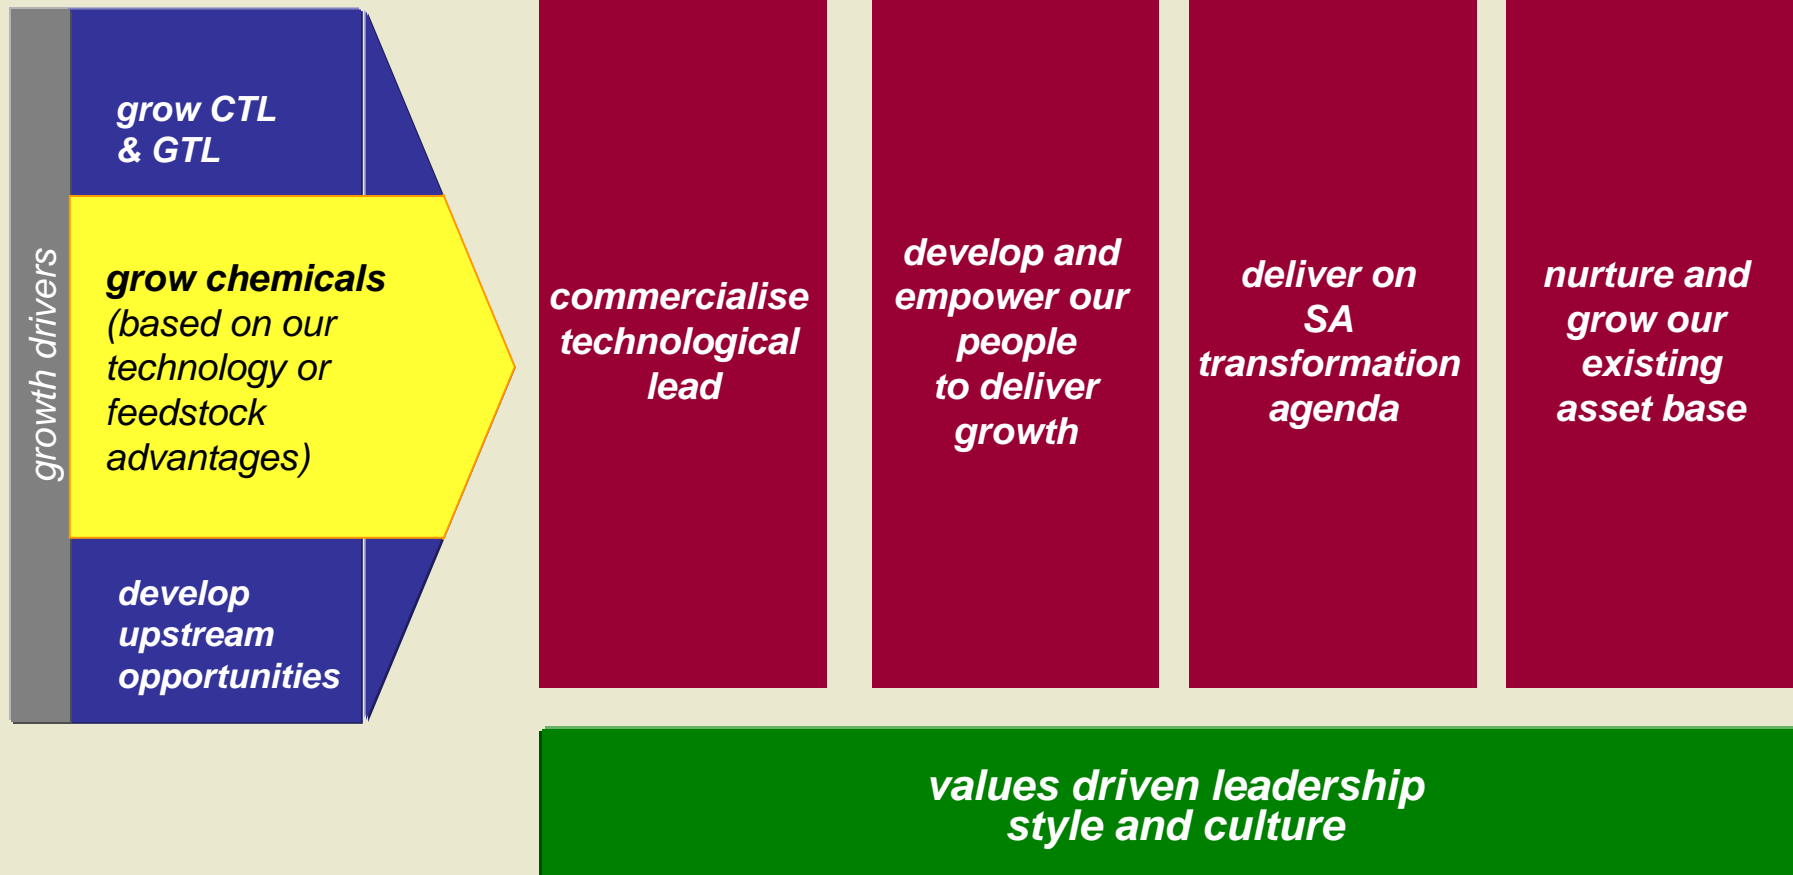 growth drivers
grow CTL
& GTL
grow chemicals
(based on our
technology or
feedstock
advantages)
develop
upstream
opportunities
commercialise
technological
lead
develop and
empower our
people
to deliver
growth
deliver on
SA
transformation
agenda
nurture and
grow our
existing
asset base
values driven leadership
style and culture